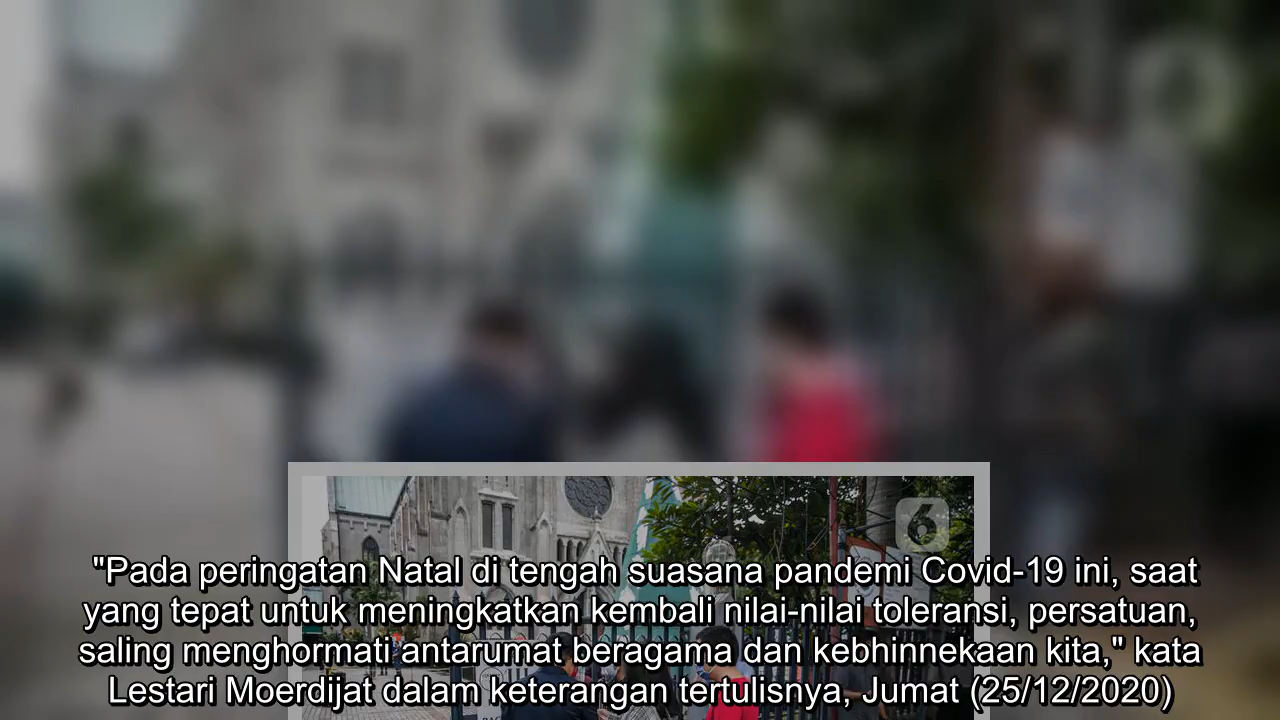 6
"Pada peringatan Natal di tengah suasana pandemi Covid-19 ini, saat
yang tepat untuk meningkatkan kembali nilai-nilai toleransi, persatuan,
saling menghormati antarumat beragama dan kebhinnekaan kita," kata
Lestari Moerdijat dalam keterangan tertulisnya, Jumat (25/12/2020)